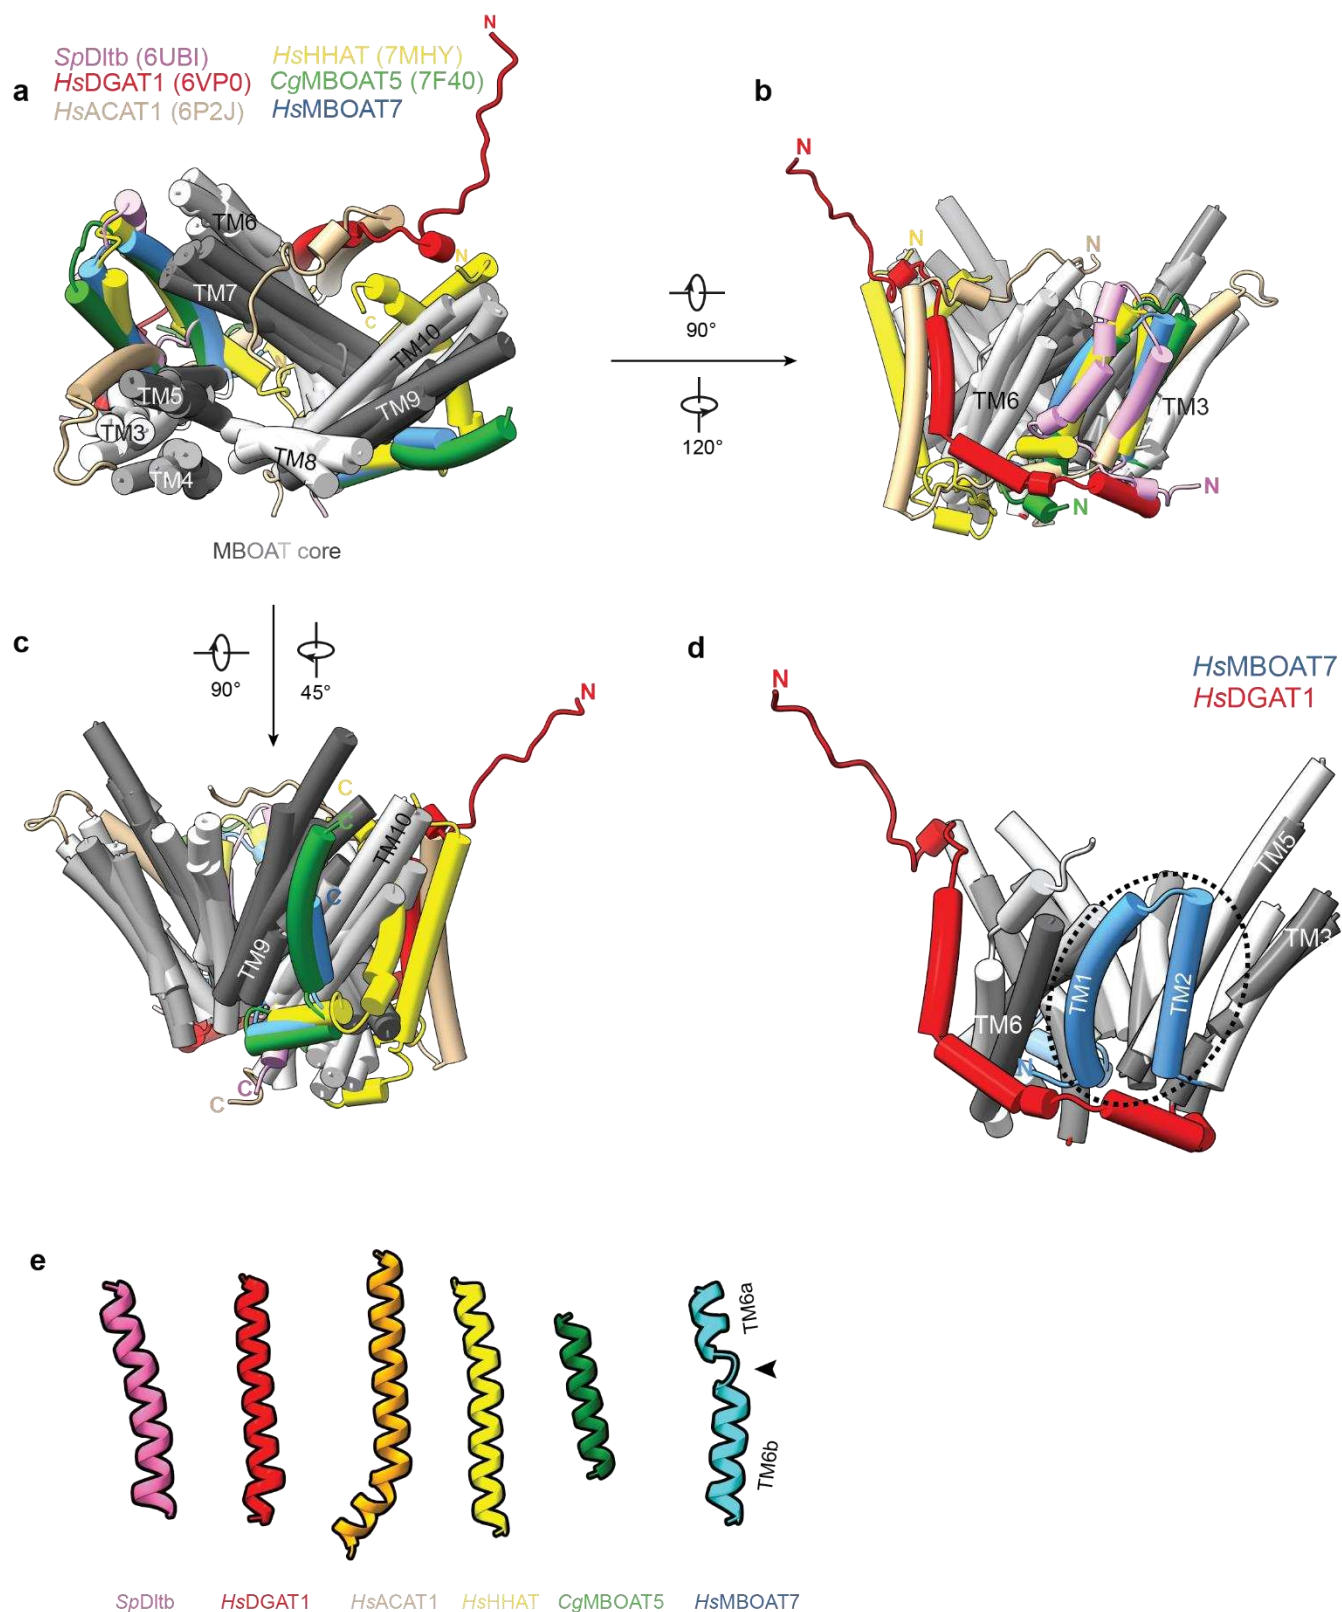 a
SpDltb (6UBI)
HsHHAT (7MHY)
HsDGAT1 (6VP0)
CgMBOAT5 (7F40)
HsACAT1 (6P2J)
HsMBOAT7
N
TM6
N
TM7
C
TM10
TM5
TM9
TM3
TM8
TM4
MBOAT core
90°
120°
b
N
N
N
TM6
TM3
N
N
90°
45°
c
N
C
C
TM10
C
TM9
C
C
d
HsMBOAT7
HsDGAT1
N
TM5
TM3
TM1
TM2
TM6
N
e
TM6a
TM6b
SpDltb
HsDGAT1
HsACAT1
HsHHAT
CgMBOAT5
HsMBOAT7